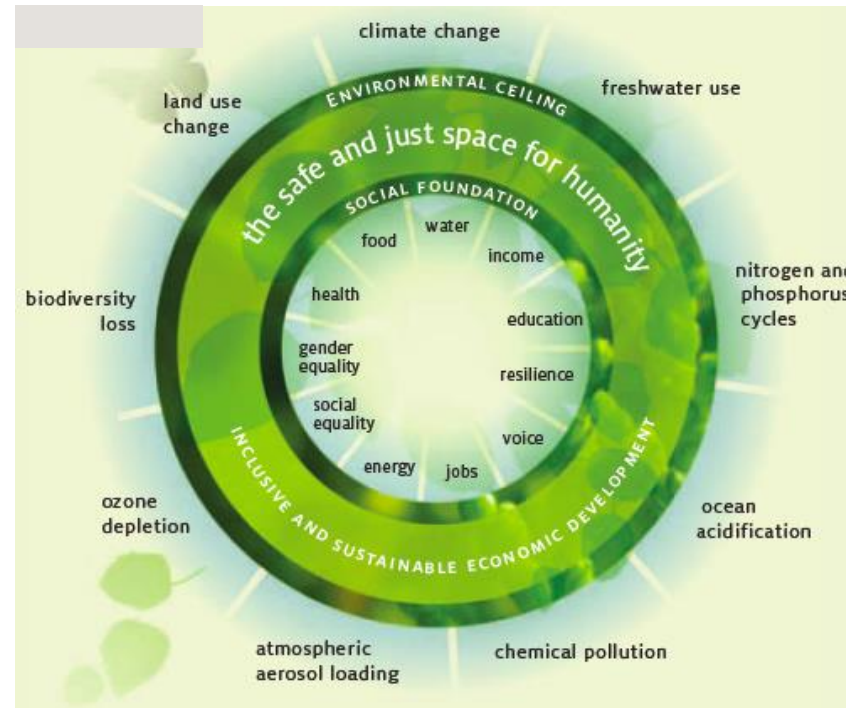 climate change
freshwater use
nitrogen and
phosphorus
cycles
ocean
acidification
chemical pollution
atmospheric
aerosol loading
ozone
depletion
biodiversity
loss
land use
change
ENVIRONMENTAL CEILING
the safe and just space for humanity
SOCIAL FOUNDATION
water
income
education
resilience
voice
jobs
energy
social
equality
gender
equality
health
food
INCLUSIVE AND SUSTAINABLE ECONOMIC DEVELOPMENT